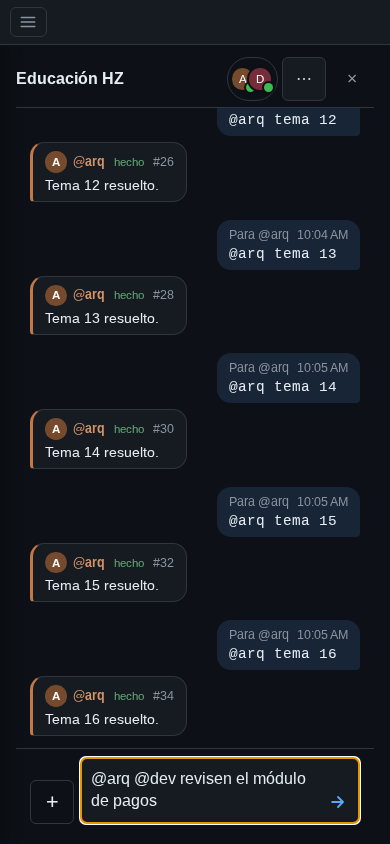 Educación HZ
A D ... ×
@arq tema 12
A @arq hecho #26
Tema 12 resuelto.
Para @arq 10:04 AM
@arq tema 13
A @arq hecho #28
Tema 13 resuelto.
Para @arq 10:05 AM
@arq tema 14
A @arq hecho #30
Tema 14 resuelto.
Para @arq 10:05 AM
@arq tema 15
A @arq hecho #32
Tema 15 resuelto.
Para @arq 10:05 AM
@arq tema 16
A @arq hecho #34
Tema 16 resuelto.
@arq @dev revisen el módulo
de pagos
+